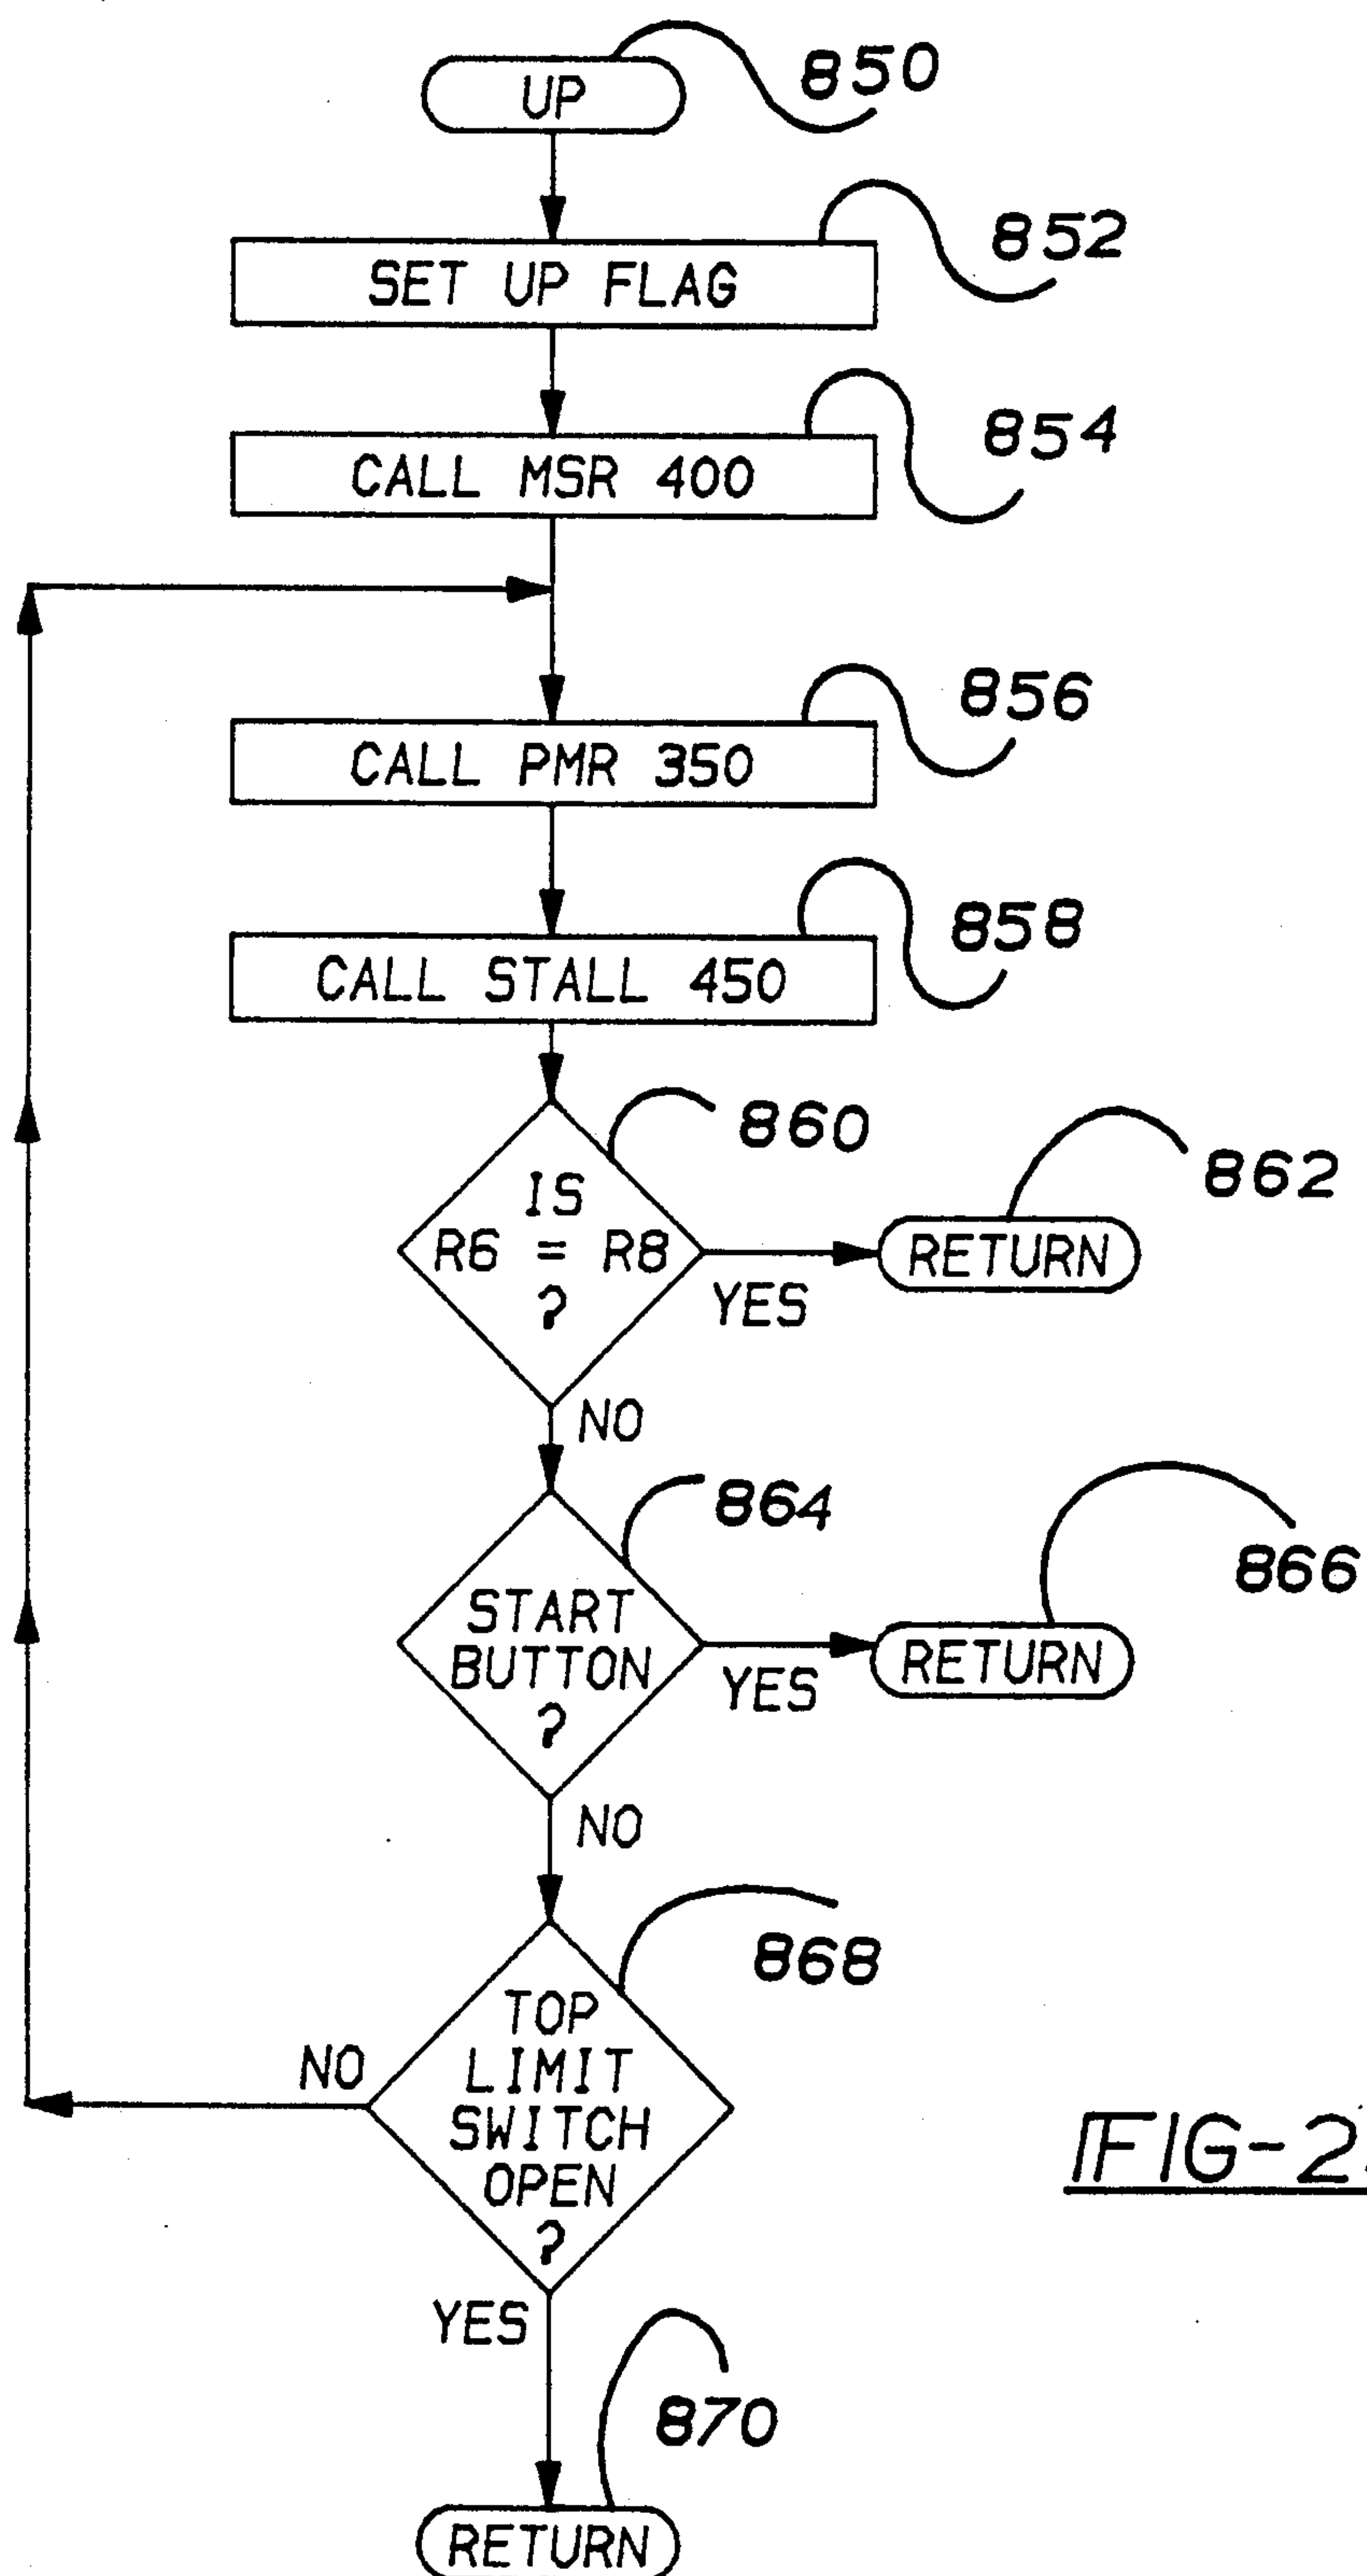 UP
850
SET UP FLAG
852
CALL MSR 400
854
CALL PMR 350
856
CALL STALL 450
858
860
IS
R6 = R8
?
YES
RETURN
862
NO
864
START
BUTTON
?
YES
RETURN
866
NO
868
TOP
LIMIT
SWITCH
OPEN
?
NO
YES
870
RETURN